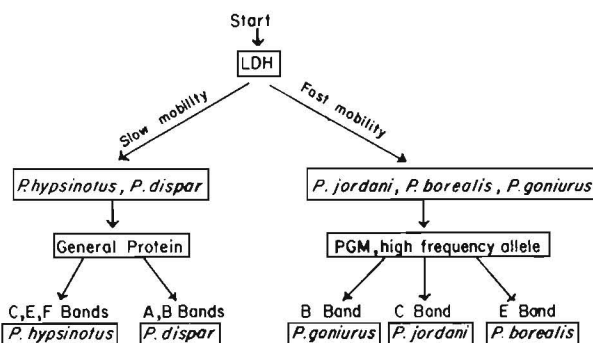 Start
LDH
Slow mobility
Fast mobility
P. hypsinotus, P. dispar
P. jordani, P. borealis, P. goniurus
General Protein
PGM, high frequency allele
C,E,F Bands
A,B Bands
B Band
C Band
E Band
P. hypsinotus
P. dispar
P. goniurus
P. jordani
P. borealis